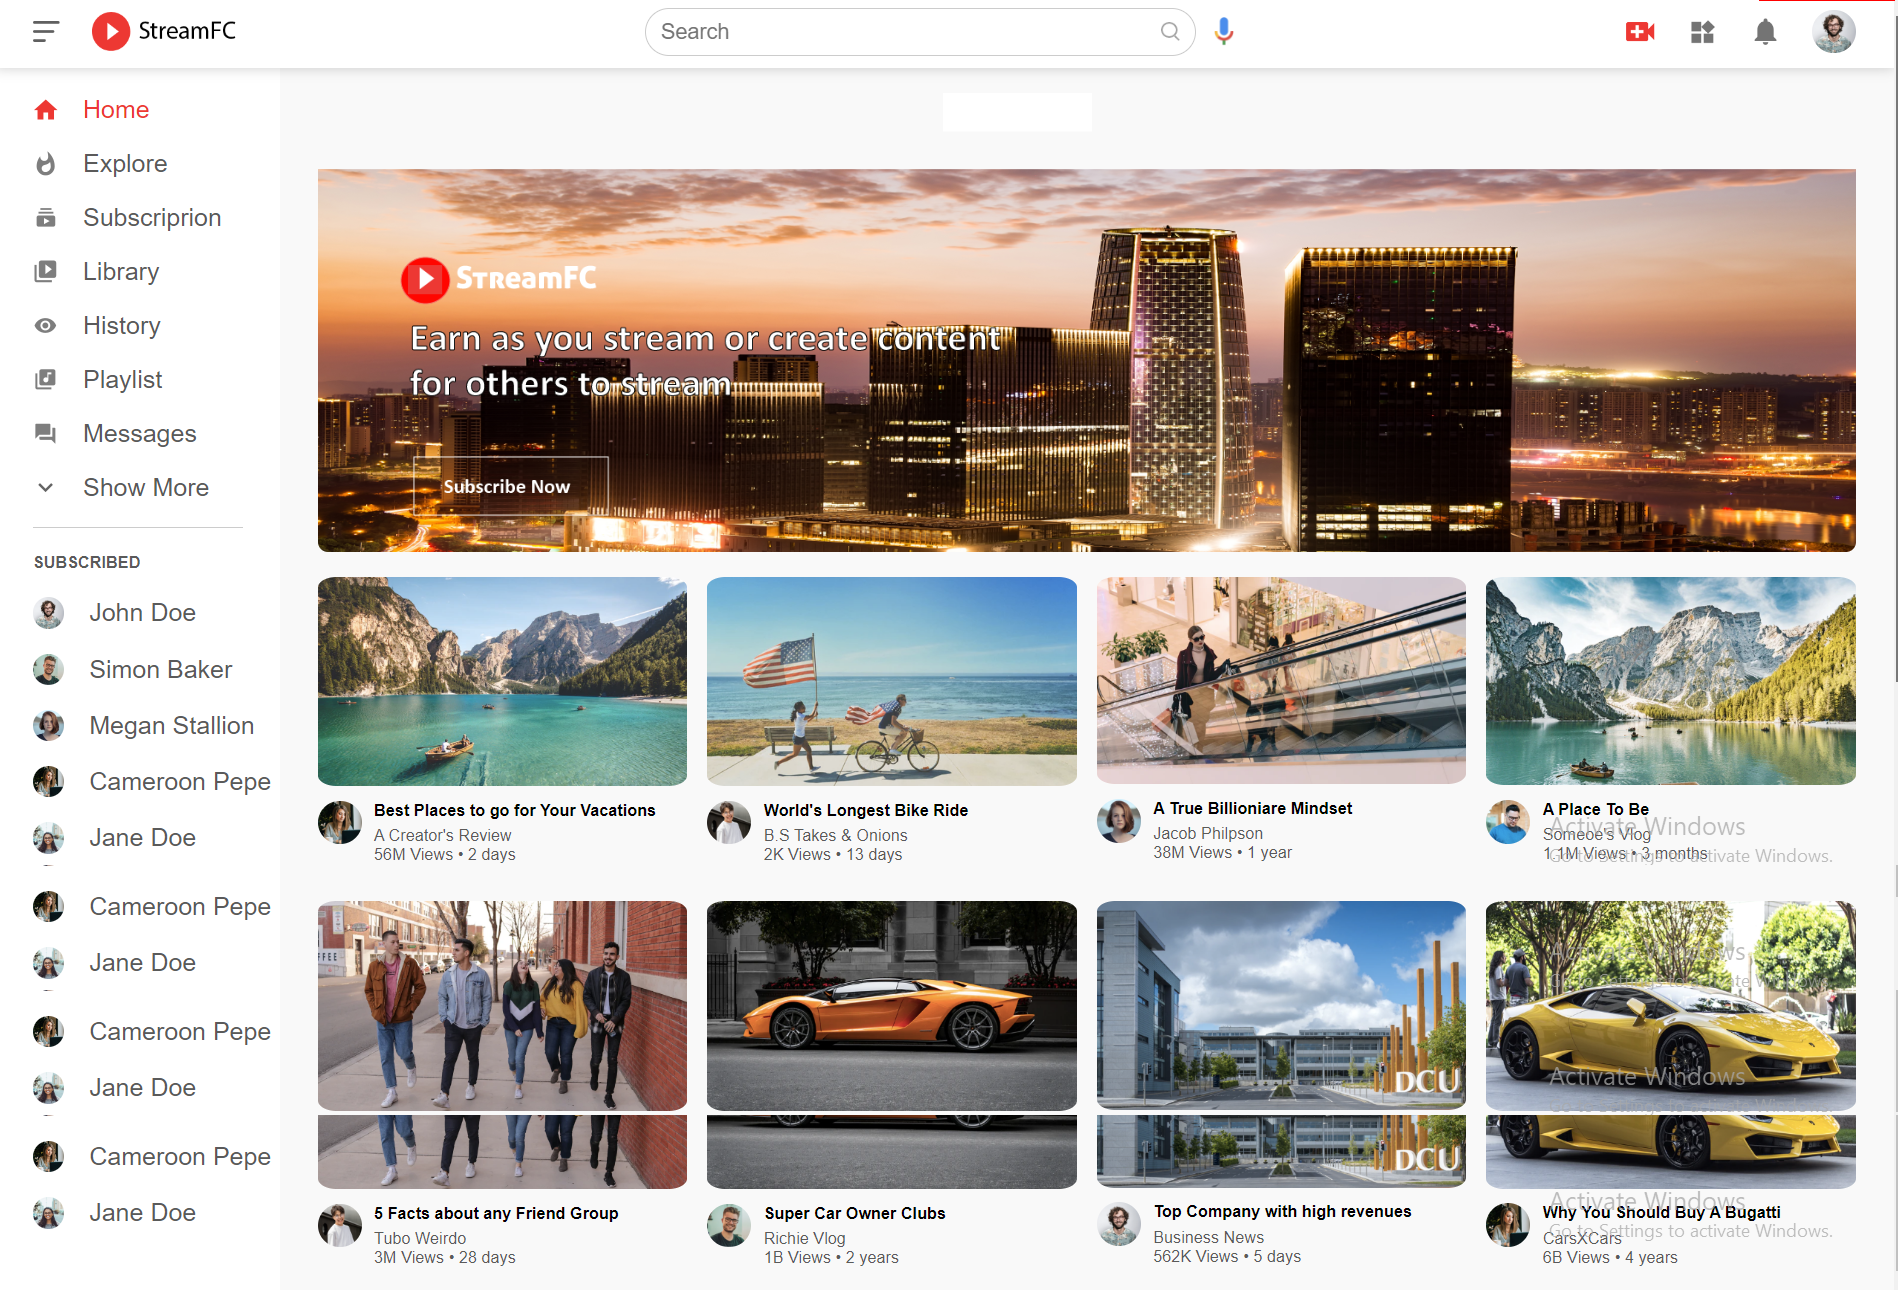 StreamFC
Search
Home
Explore
Subscriprion
Library
History
Playlist
Messages
Show More
SUBSCRIBED
John Doe
Simon Baker
Megan Stallion
Cameroon Pepe
Jane Doe
Cameroon Pepe
Jane Doe
Cameroon Pepe
Jane Doe
Cameroon Pepe
Jane Doe
StreamFC
Earn as you stream or create content
for others to stream
Subscribe Now
Best Places to go for Your Vacations
A Creator's Review
56M Views • 2 days
World's Longest Bike Ride
B.S Takes & Onions
2K Views • 13 days
A True Billioniare Mindset
Jacob Philpson
38M Views • 1 year
A Place To Be
Someoe's Vlog
1.1M Views • 3 months
Activate Windows
Go to Settings to activate Windows.
FEE
DCU
Activate Windows
DCU
5 Facts about any Friend Group
Tubo Weirdo
3M Views • 28 days
Super Car Owner Clubs
Richie Vlog
1B Views • 2 years
Top Company with high revenues
Business News
562K Views • 5 days
Why You Should Buy A Bugatti
CarsXCars
6B Views • 4 years
Activate Windows
Go to Settings to activate Windows.